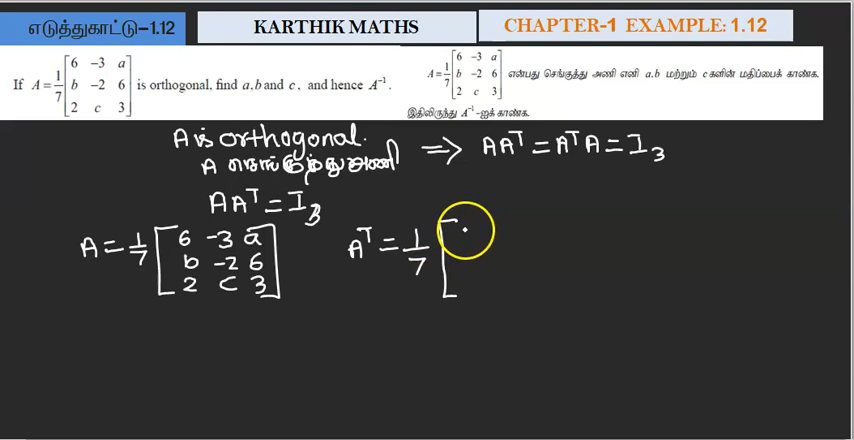 எடுத்துகாட்டு–1.12
KARTHIK MATHS
CHAPTER-1 EXAMPLE: 1.12
If A = 1/7 [6 −3 a; b −2 6; 2 c 3] is orthogonal, find a, b and c, and hence A⁻¹.
A = 1/7 [6 −3 a; b −2 6; 2 c 3] என்பது செங்குத்து அணி எனி a, b மற்றும் c களின் மதிப்பைக் காண்க.
இதிலிருந்து A⁻¹-ஐக் காண்க.
A is orthogonal.
A
⇒ AAᵀ = AᵀA = I₃
AAᵀ = I₃
A = 1/7 [6 −3 a; b −2 6; 2 c 3]
Aᵀ = 1/7 [